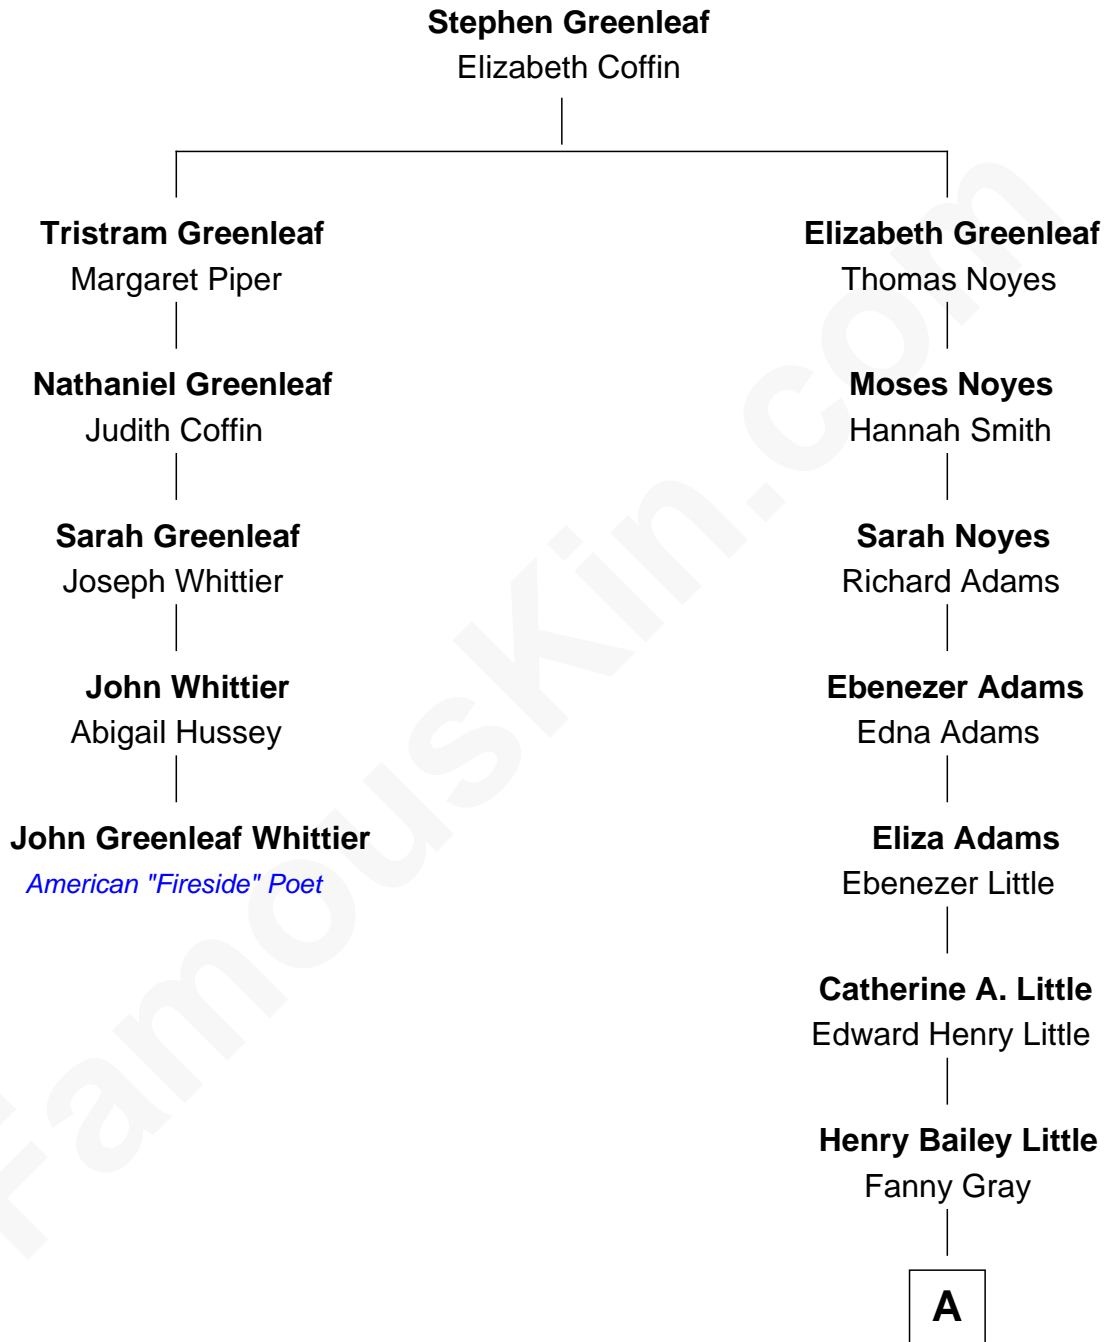 Stephen Greenleaf
Elizabeth Coffin
Tristram Greenleaf
Margaret Piper
Nathaniel Greenleaf
Judith Coffin
Sarah Greenleaf
Joseph Whittier
John Whittier
Abigail Hussey
John Greenleaf Whittier
American "Fireside" Poet
Elizabeth Greenleaf
Thomas Noyes
Moses Noyes
Hannah Smith
Sarah Noyes
Richard Adams
Ebenezer Adams
Edna Adams
Eliza Adams
Ebenezer Little
Catherine A. Little
Edward Henry Little
Henry Bailey Little
Fanny Gray
A
FamousKin.com